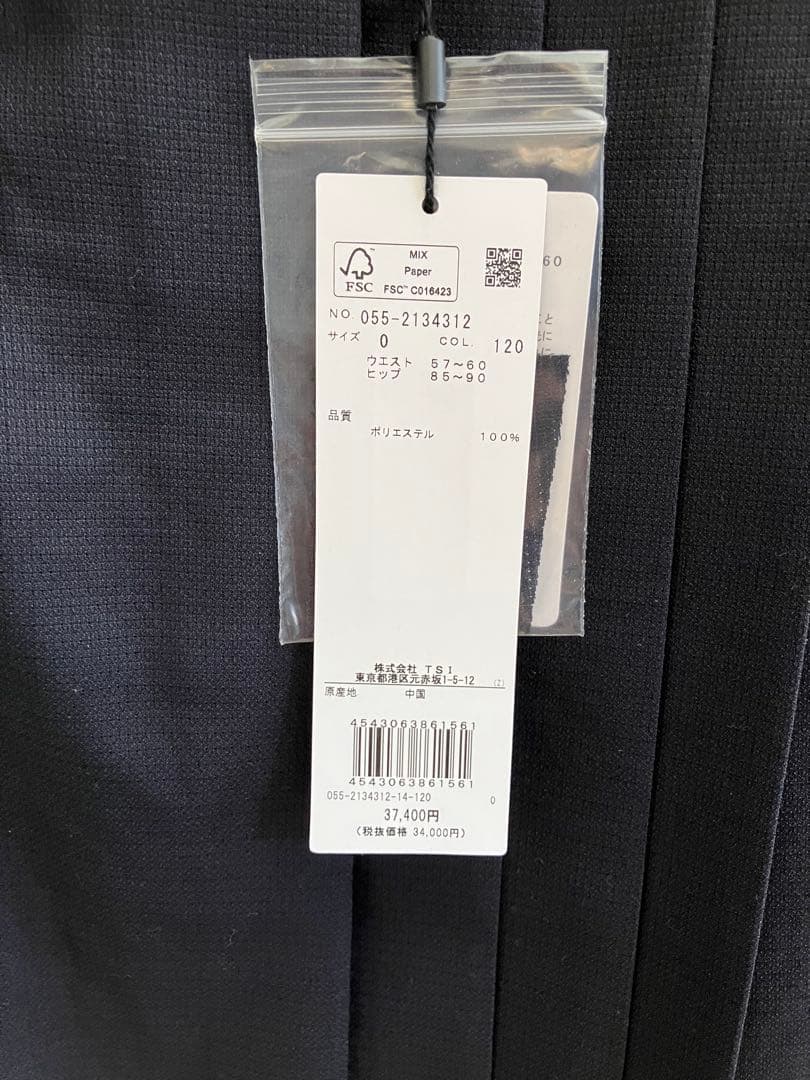 MIX
Paper
FSC™ C016423
FSC
NO. 055-2134312
サイズ 0 COL. 120
ウエスト 57～60
ヒップ 85～90
品質
ポリエステル 100%
株式会社 TSI
東京都港区元赤坂1-5-12 (Z)
原産地 中国
4543063861561
4543063861561
055-2134312-14-120 0
37,400円
(税抜価格 34,000円)
60